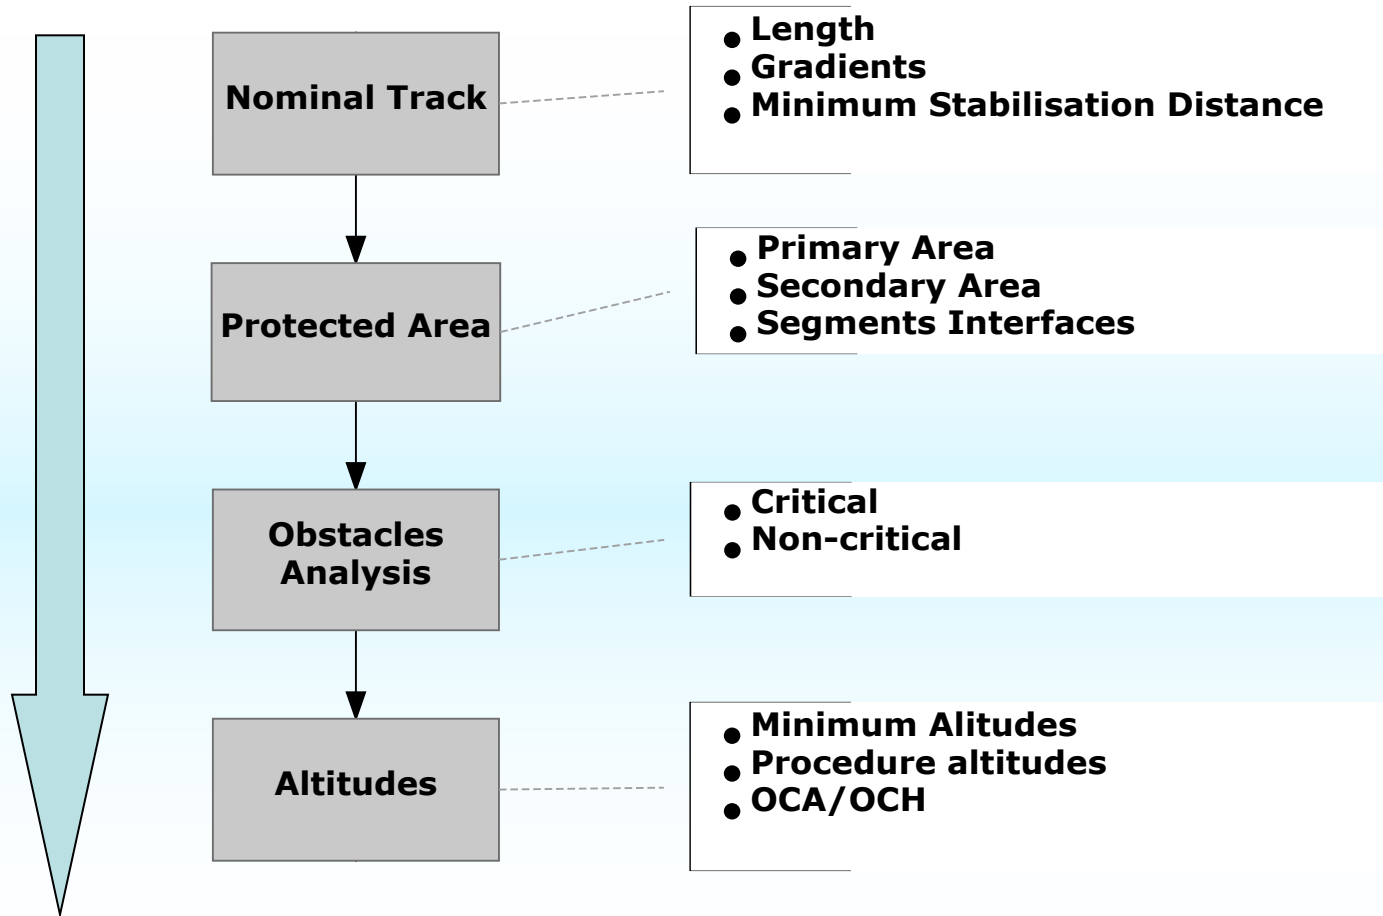 Nominal Track
Length
Gradients
Minimum Stabilisation Distance
Protected Area
Primary Area
Secondary Area
Segments Interfaces
Obstacles
Analysis
Critical
Non-critical
Altitudes
Minimum Alitudes
Procedure altitudes
OCA/OCH